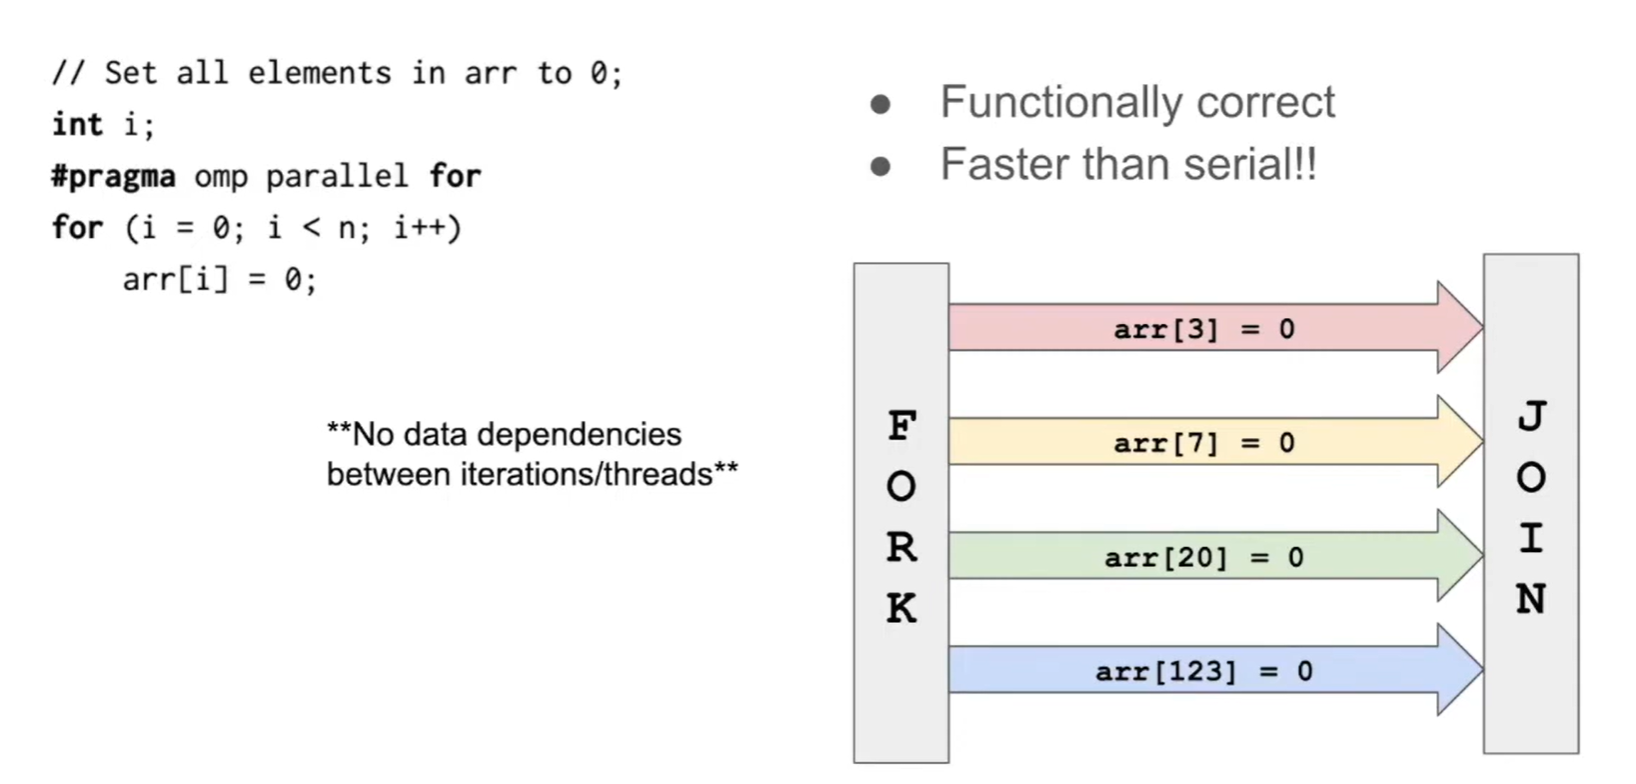 // Set all elements in arr to 0;
int i;
#pragma omp parallel for
for (i = 0; i < n; i++)
arr[i] = 0;
**No data dependencies
between iterations/threads**
● Functionally correct
● Faster than serial!!
FORK
arr[3] = 0
arr[7] = 0
arr[20] = 0
arr[123] = 0
JOIN